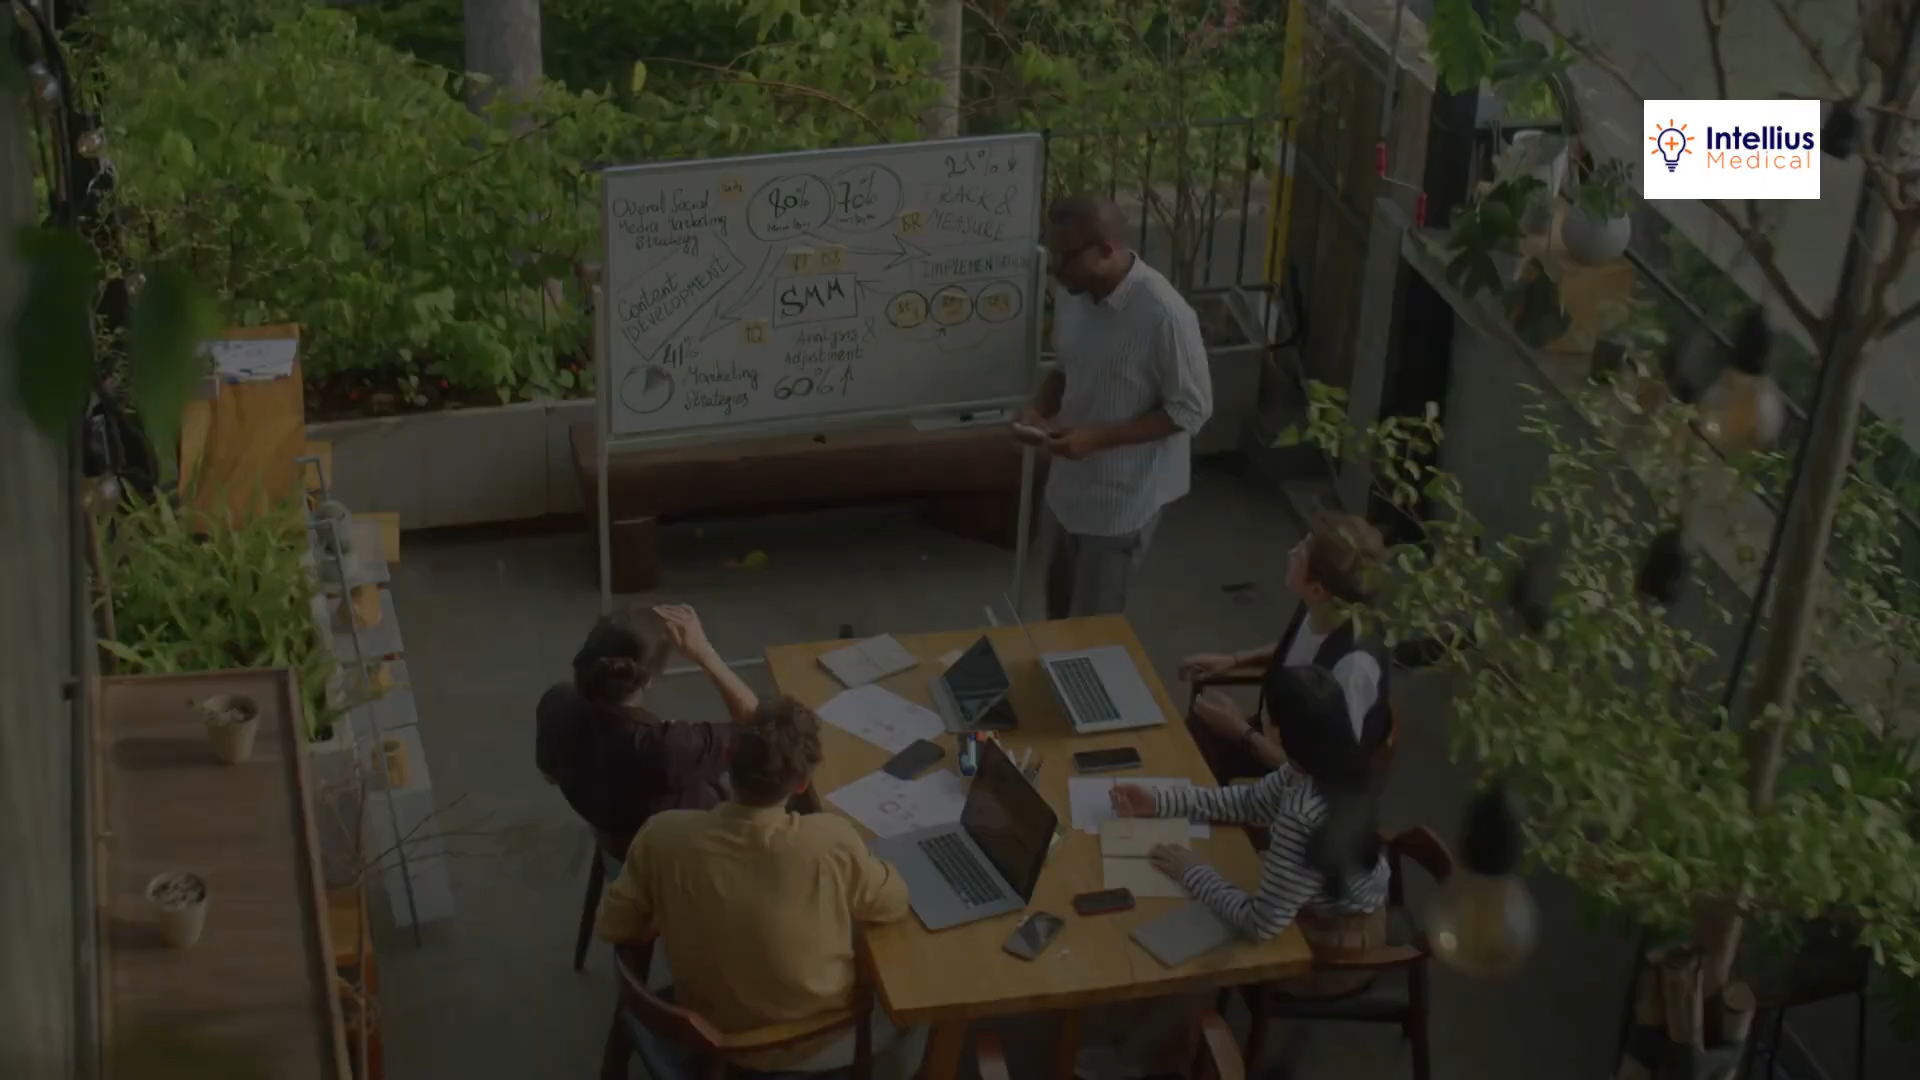 Intellius
Medical
Overal Social
Media Marketing
Strategy
80%
70%
21% ↓
TRACK &
MEASURE
IMPLEMENTATION
Content
DEVELOPMENT
SMM
Analysis &
Adjustment
60% ↑
41%
Marketing
Strategies